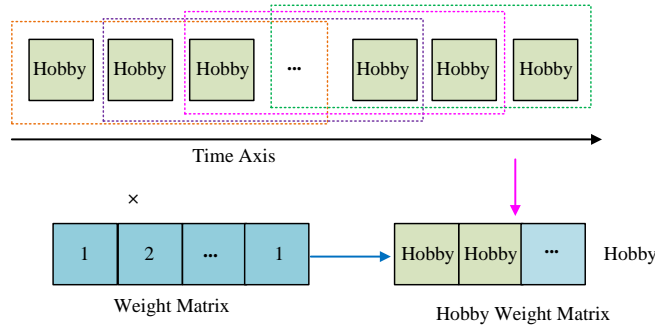 Hobby Hobby Hobby ... Hobby Hobby Hobby
Time Axis
×
1 2 ... 1
Hobby Hobby ... Hobby
Weight Matrix
Hobby Weight Matrix